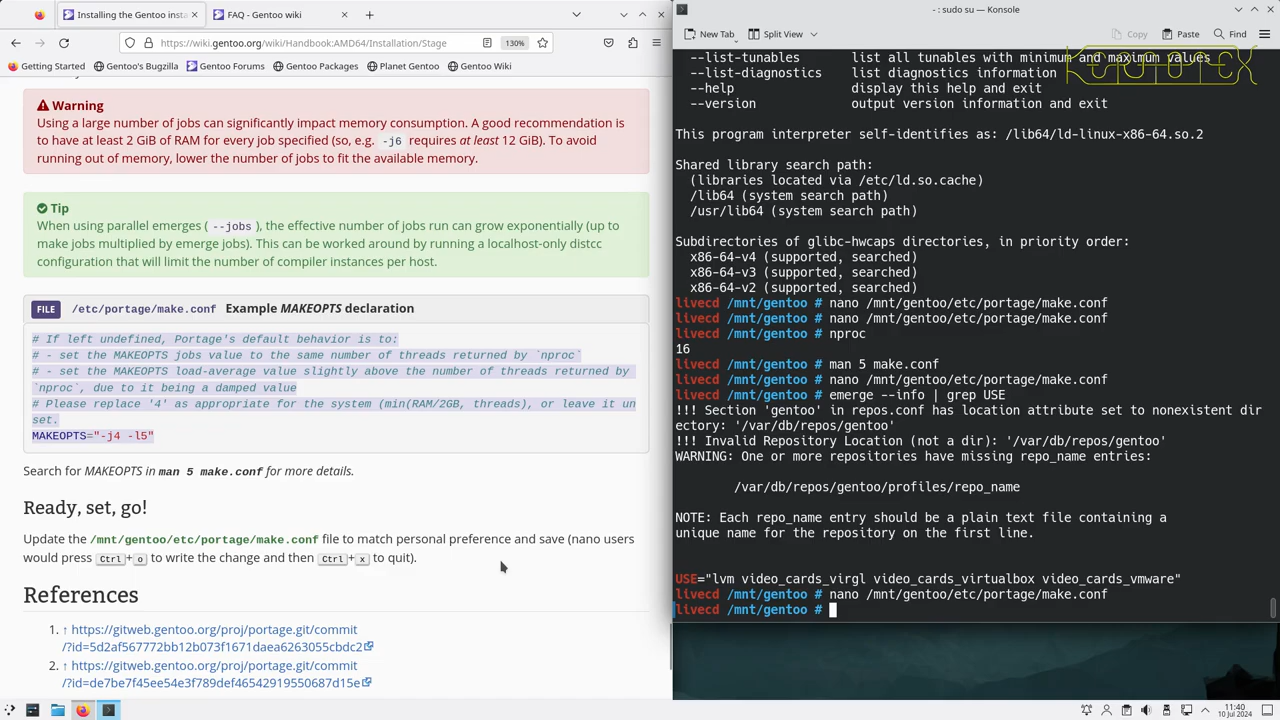 Installing the Gentoo insta
FAQ - Gentoo wiki
https://wiki.gentoo.org/wiki/Handbook:AMD64/Installation/Stage
130%
Getting Started
Gentoo's Bugzilla
Gentoo Forums
Gentoo Packages
Planet Gentoo
Gentoo Wiki
Warning
Using a large number of jobs can significantly impact memory consumption. A good recommendation is
to have at least 2 GiB of RAM for every job specified (so, e.g. -j6 requires at least 12 GiB). To avoid
running out of memory, lower the number of jobs to fit the available memory.
Tip
When using parallel emerges ( --jobs ), the effective number of jobs run can grow exponentially (up to
make jobs multiplied by emerge jobs). This can be worked around by running a localhost-only distcc
configuration that will limit the number of compiler instances per host.
FILE /etc/portage/make.conf Example MAKEOPTS declaration
# If left undefined, Portage's default behavior is to:
# - set the MAKEOPTS jobs value to the same number of threads returned by `nproc`
# - set the MAKEOPTS load-average value slightly above the number of threads returned by
`nproc`, due to it being a damped value
# Please replace '4' as appropriate for the system (min(RAM/2GB, threads), or leave it un
set.
MAKEOPTS="-j4 -l5"
Search for MAKEOPTS in man 5 make.conf for more details.
Ready, set, go!
Update the /mnt/gentoo/etc/portage/make.conf file to match personal preference and save (nano users
would press Ctrl+o to write the change and then Ctrl+x to quit).
References
1. ↑ https://gitweb.gentoo.org/proj/portage.git/commit
/?id=5d2af567772bb12b073f1671daea6263055cbdc2
2. ↑ https://gitweb.gentoo.org/proj/portage.git/commit
/?id=de7be7f45ee54e3f789def46542919550687d15e
- : sudo su — Konsole
New Tab
Split View
Copy
Paste
Find
--list-tunables list all tunables with minimum and maximum values
--list-diagnostics list diagnostics information
--help display this help and exit
--version output version information and exit
This program interpreter self-identifies as: /lib64/ld-linux-x86-64.so.2
Shared library search path:
(libraries located via /etc/ld.so.cache)
/lib64 (system search path)
/usr/lib64 (system search path)
Subdirectories of glibc-hwcaps directories, in priority order:
x86-64-v4 (supported, searched)
x86-64-v3 (supported, searched)
x86-64-v2 (supported, searched)
livecd /mnt/gentoo # nano /mnt/gentoo/etc/portage/make.conf
livecd /mnt/gentoo # nano /mnt/gentoo/etc/portage/make.conf
livecd /mnt/gentoo # nproc
16
livecd /mnt/gentoo # man 5 make.conf
livecd /mnt/gentoo # nano /mnt/gentoo/etc/portage/make.conf
livecd /mnt/gentoo # emerge --info | grep USE
!!! Section 'gentoo' in repos.conf has location attribute set to nonexistent dir
ectory: '/var/db/repos/gentoo'
!!! Invalid Repository Location (not a dir): '/var/db/repos/gentoo'
WARNING: One or more repositories have missing repo_name entries:
/var/db/repos/gentoo/profiles/repo_name
NOTE: Each repo_name entry should be a plain text file containing a
unique name for the repository on the first line.
USE="lvm video_cards_virgl video_cards_virtualbox video_cards_vmware"
livecd /mnt/gentoo # nano /mnt/gentoo/etc/portage/make.conf
livecd /mnt/gentoo #
11:40
10 Jul 2024